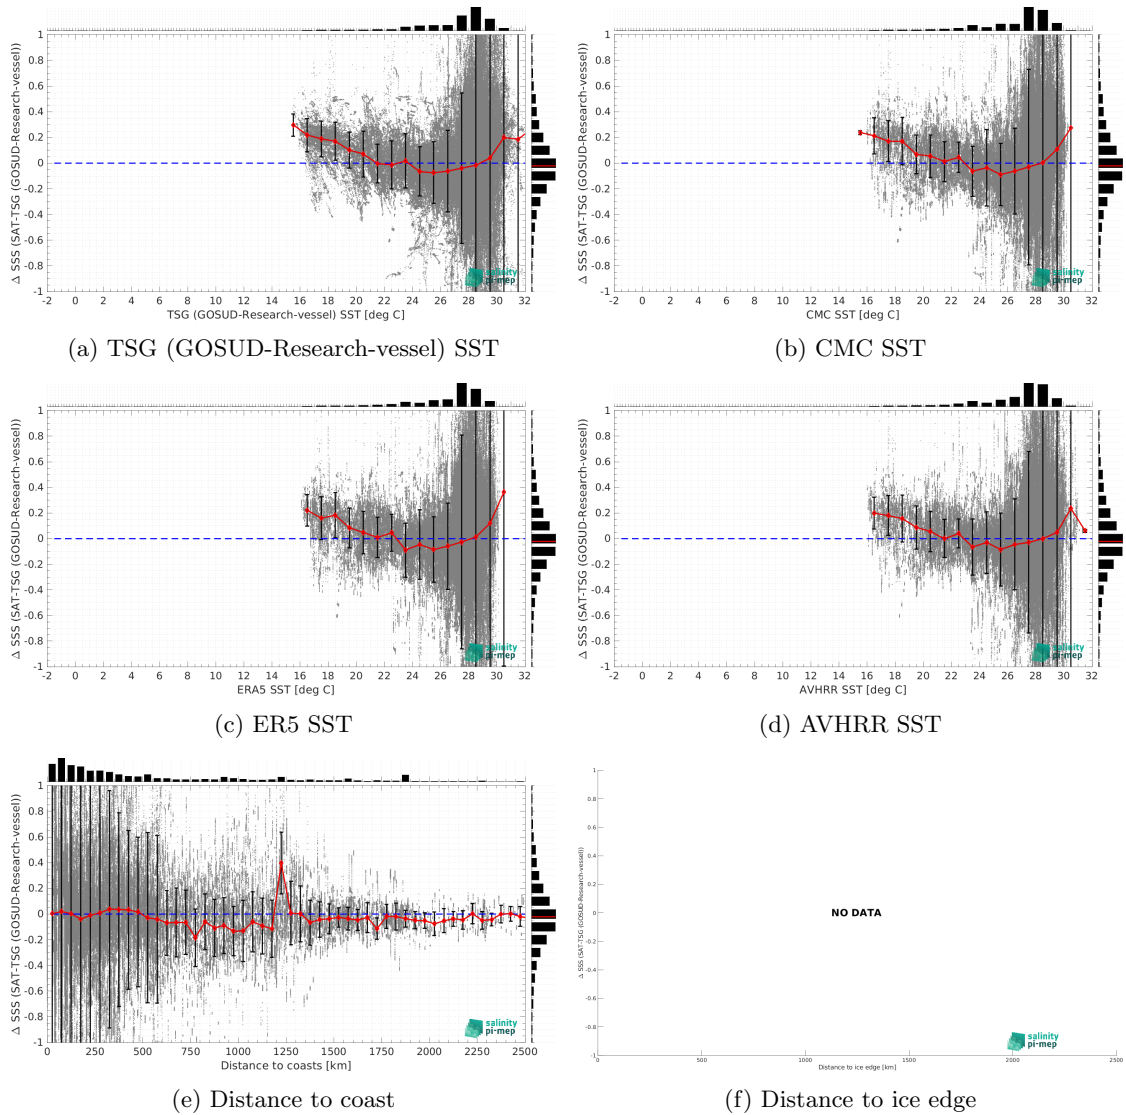 Δ SSS (SAT-TSG (GOSUD-Research-vessel))
1
0.8
0.6
0.4
0.2
0
-0.2
-0.4
-0.6
-0.8
-1
-2 0 2 4 6 8 10 12 14 16 18 20 22 24 26 28 30 32
TSG (GOSUD-Research-vessel) SST [deg C]
salinity
pi-mep
(a) TSG (GOSUD-Research-vessel) SST
Δ SSS (SAT-TSG (GOSUD-Research-vessel))
1
0.8
0.6
0.4
0.2
0
-0.2
-0.4
-0.6
-0.8
-1
-2 0 2 4 6 8 10 12 14 16 18 20 22 24 26 28 30 32
CMC SST [deg C]
salinity
pi-mep
(b) CMC SST
Δ SSS (SAT-TSG (GOSUD-Research-vessel))
1
0.8
0.6
0.4
0.2
0
-0.2
-0.4
-0.6
-0.8
-1
-2 0 2 4 6 8 10 12 14 16 18 20 22 24 26 28 30 32
ERA5 SST [deg C]
salinity
pi-mep
(c) ER5 SST
Δ SSS (SAT-TSG (GOSUD-Research-vessel))
1
0.8
0.6
0.4
0.2
0
-0.2
-0.4
-0.6
-0.8
-1
-2 0 2 4 6 8 10 12 14 16 18 20 22 24 26 28 30 32
AVHRR SST [deg C]
salinity
pi-mep
(d) AVHRR SST
Δ SSS (SAT-TSG (GOSUD-Research-vessel))
1
0.8
0.6
0.4
0.2
0
-0.2
-0.4
-0.6
-0.8
-1
0 250 500 750 1000 1250 1500 1750 2000 2250 2500
Distance to coasts [km]
salinity
pi-mep
(e) Distance to coast
Δ SSS (SAT-TSG (GOSUD-Research-vessel))
1
0.8
0.6
0.4
0.2
0
-0.2
-0.4
-0.6
-0.8
-1
NO DATA
0 500 1000 1500 2000 2500
Distance to ice edge [km]
salinity
pi-mep
(f) Distance to ice edge